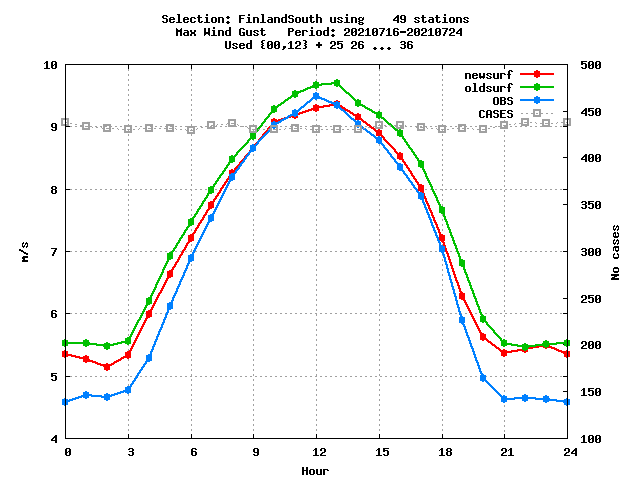 Selection: FinlandSouth using    49 stations
Max Wind Gust   Period: 20210716-20210724
Used {00,12} + 25 26 ... 36
10 500
newsurf
oldsurf
OBS
CASES
450
9
400
8
350
m/s
7 300
No cases
250
6
200
5
150
4 100
0 3 6 9 12 15 18 21 24
Hour